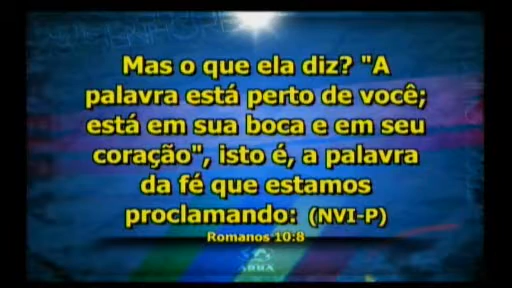 Mas o que ela diz? "A
palavra está perto de você;
está em sua boca e em seu
coração", isto é, a palavra
da fé que estamos
proclamando: (NVI-P)
Romanos 10:8